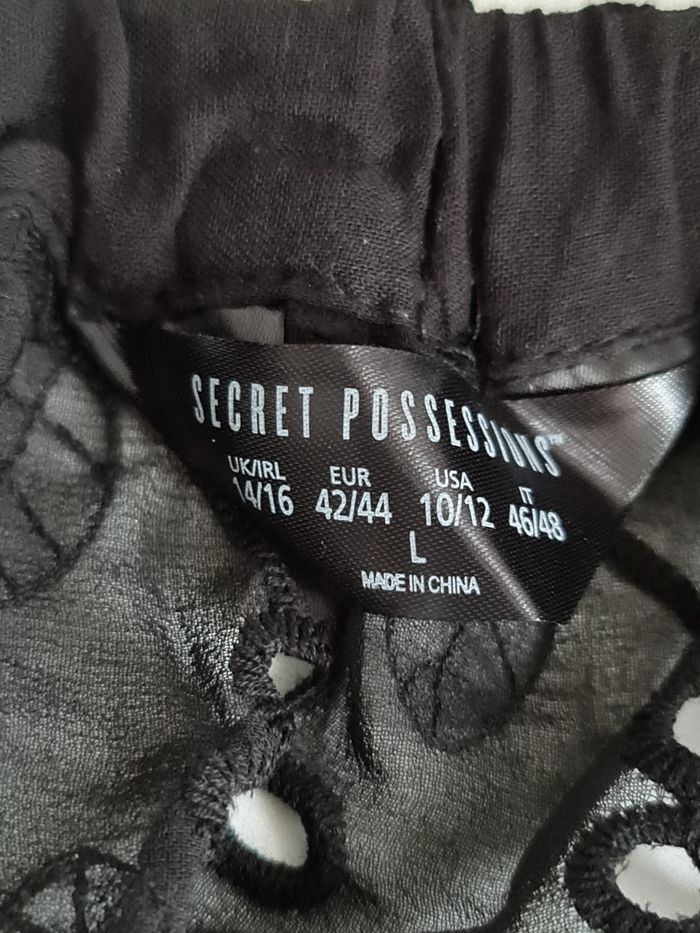 SECRET POSSESSIONS™
UK/IRL EUR USA IT
14/16 42/44 10/12 46/48
L
MADE IN CHINA